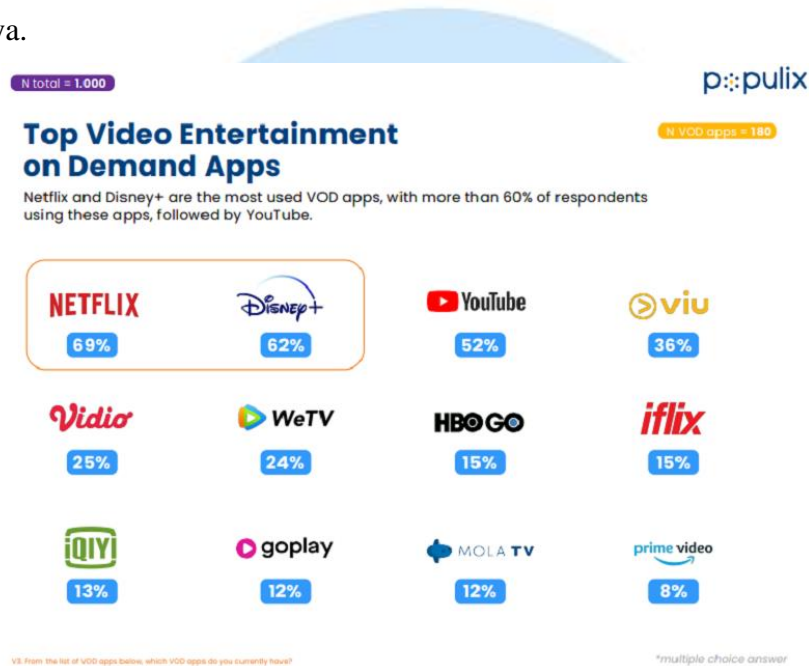 va.
N total = 1.000
populix
Top Video Entertainment
on Demand Apps
N VOD apps = 180
Netflix and Disney+ are the most used VOD apps, with more than 60% of respondents
using these apps, followed by YouTube.
NETFLIX Disney+ YouTube viu
69% 62% 52% 36%
Vidio WeTV HBO GO iflix
25% 24% 15% 15%
iQIYI goplay MOLA TV prime video
13% 12% 12% 8%
V3: From the list of VOD apps below, which VOD apps do you currently have?
*multiple choice answer